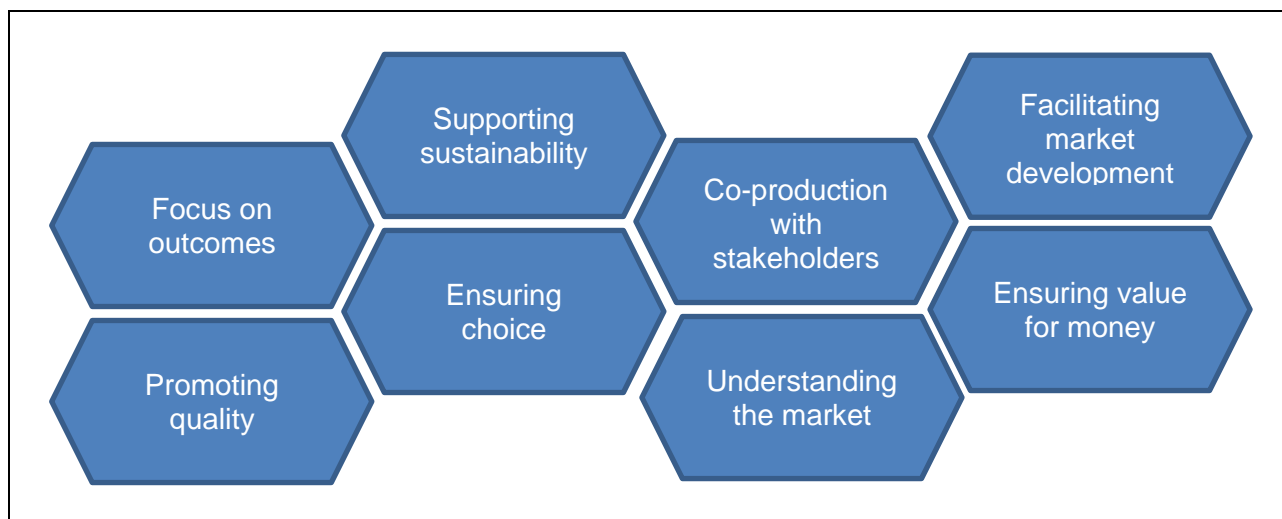 Focus on
outcomes
Promoting
quality
Supporting
sustainability
Ensuring
choice
Co-production
with
stakeholders
Understanding
the market
Facilitating
market
development
Ensuring value
for money